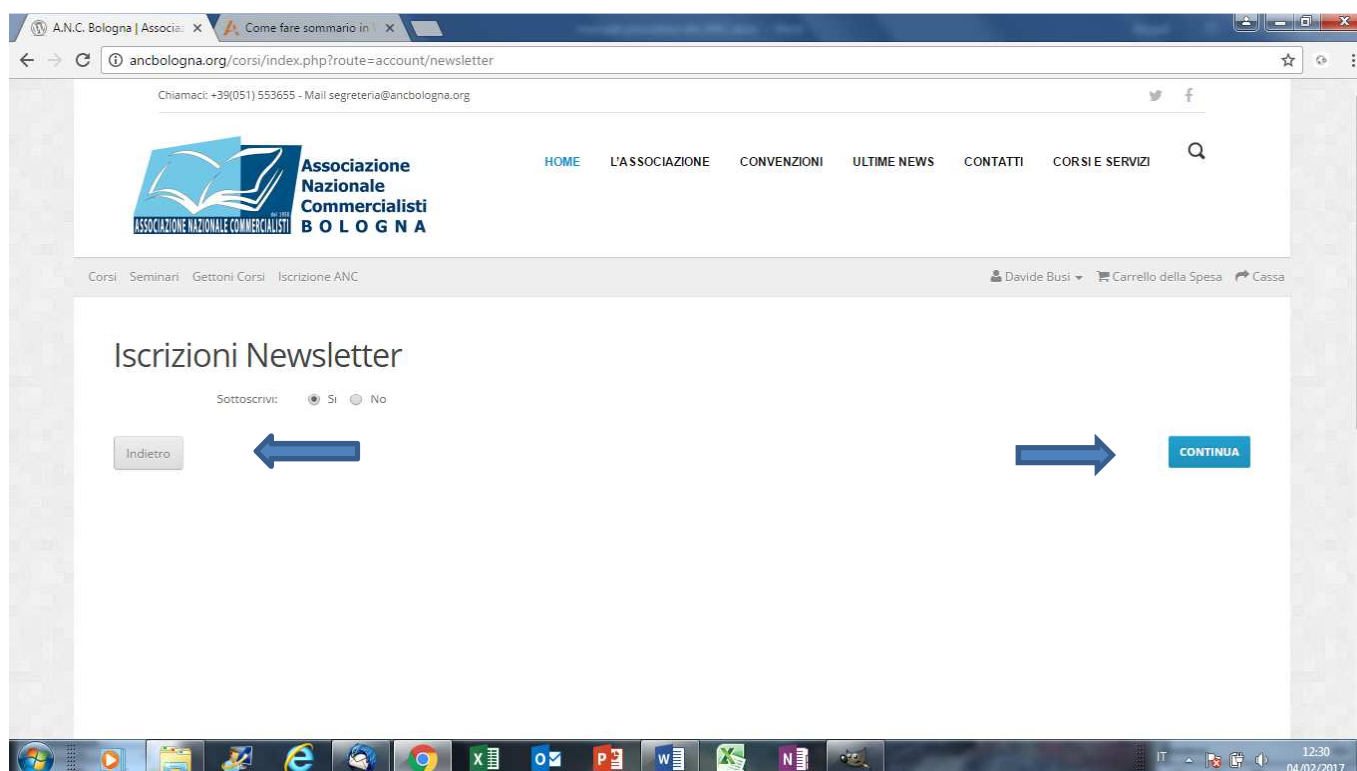 A.N.C. Bologna | Associa
Come fare sommario in
ancbologna.org/corsi/index.php?route=account/newsletter
Chiamaci: +39(051) 553655 - Mail segreteria@ancbologna.org
Associazione
Nazionale
Commercialisti
BOLOGNA
dal 1950
ASSOCIAZIONE NAZIONALE COMMERCIALISTI
HOME L'ASSOCIAZIONE CONVENZIONI ULTIME NEWS CONTATTI CORSI E SERVIZI
Corsi Seminari Gettoni Corsi Iscrizione ANC Davide Busi Carrello della Spesa Cassa
Iscrizioni Newsletter
Sottoscrivi: Si No
Indietro CONTINUA
IT 12:30
04/02/2017